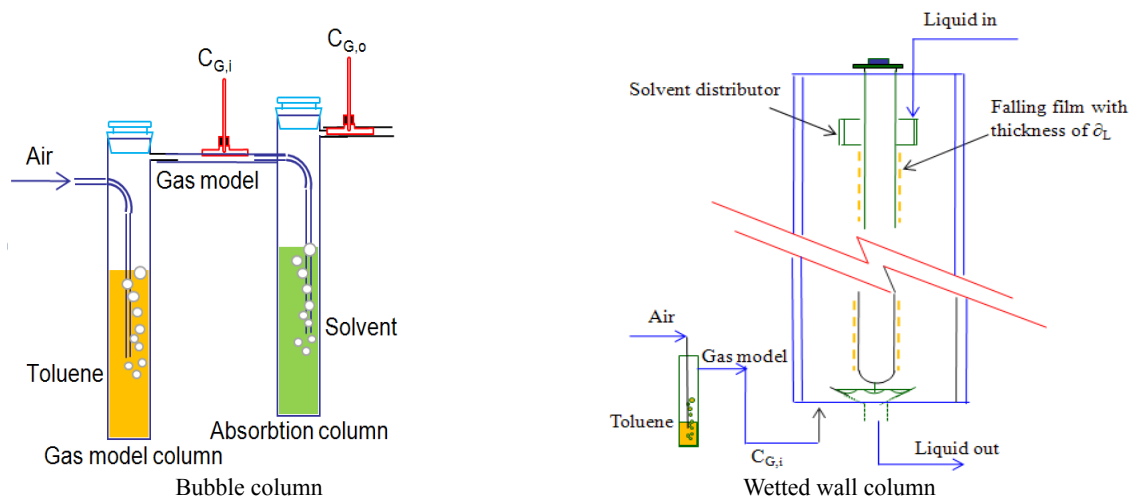 C_G,i
C_G,o
Air
Gas model
Toluene
Solvent
Absorbtion column
Gas model column
Bubble column
Liquid in
Solvent distributor
Falling film with
thickness of ∂_L
Air
Gas model
Toluene
C_G,i
Liquid out
Wetted wall column